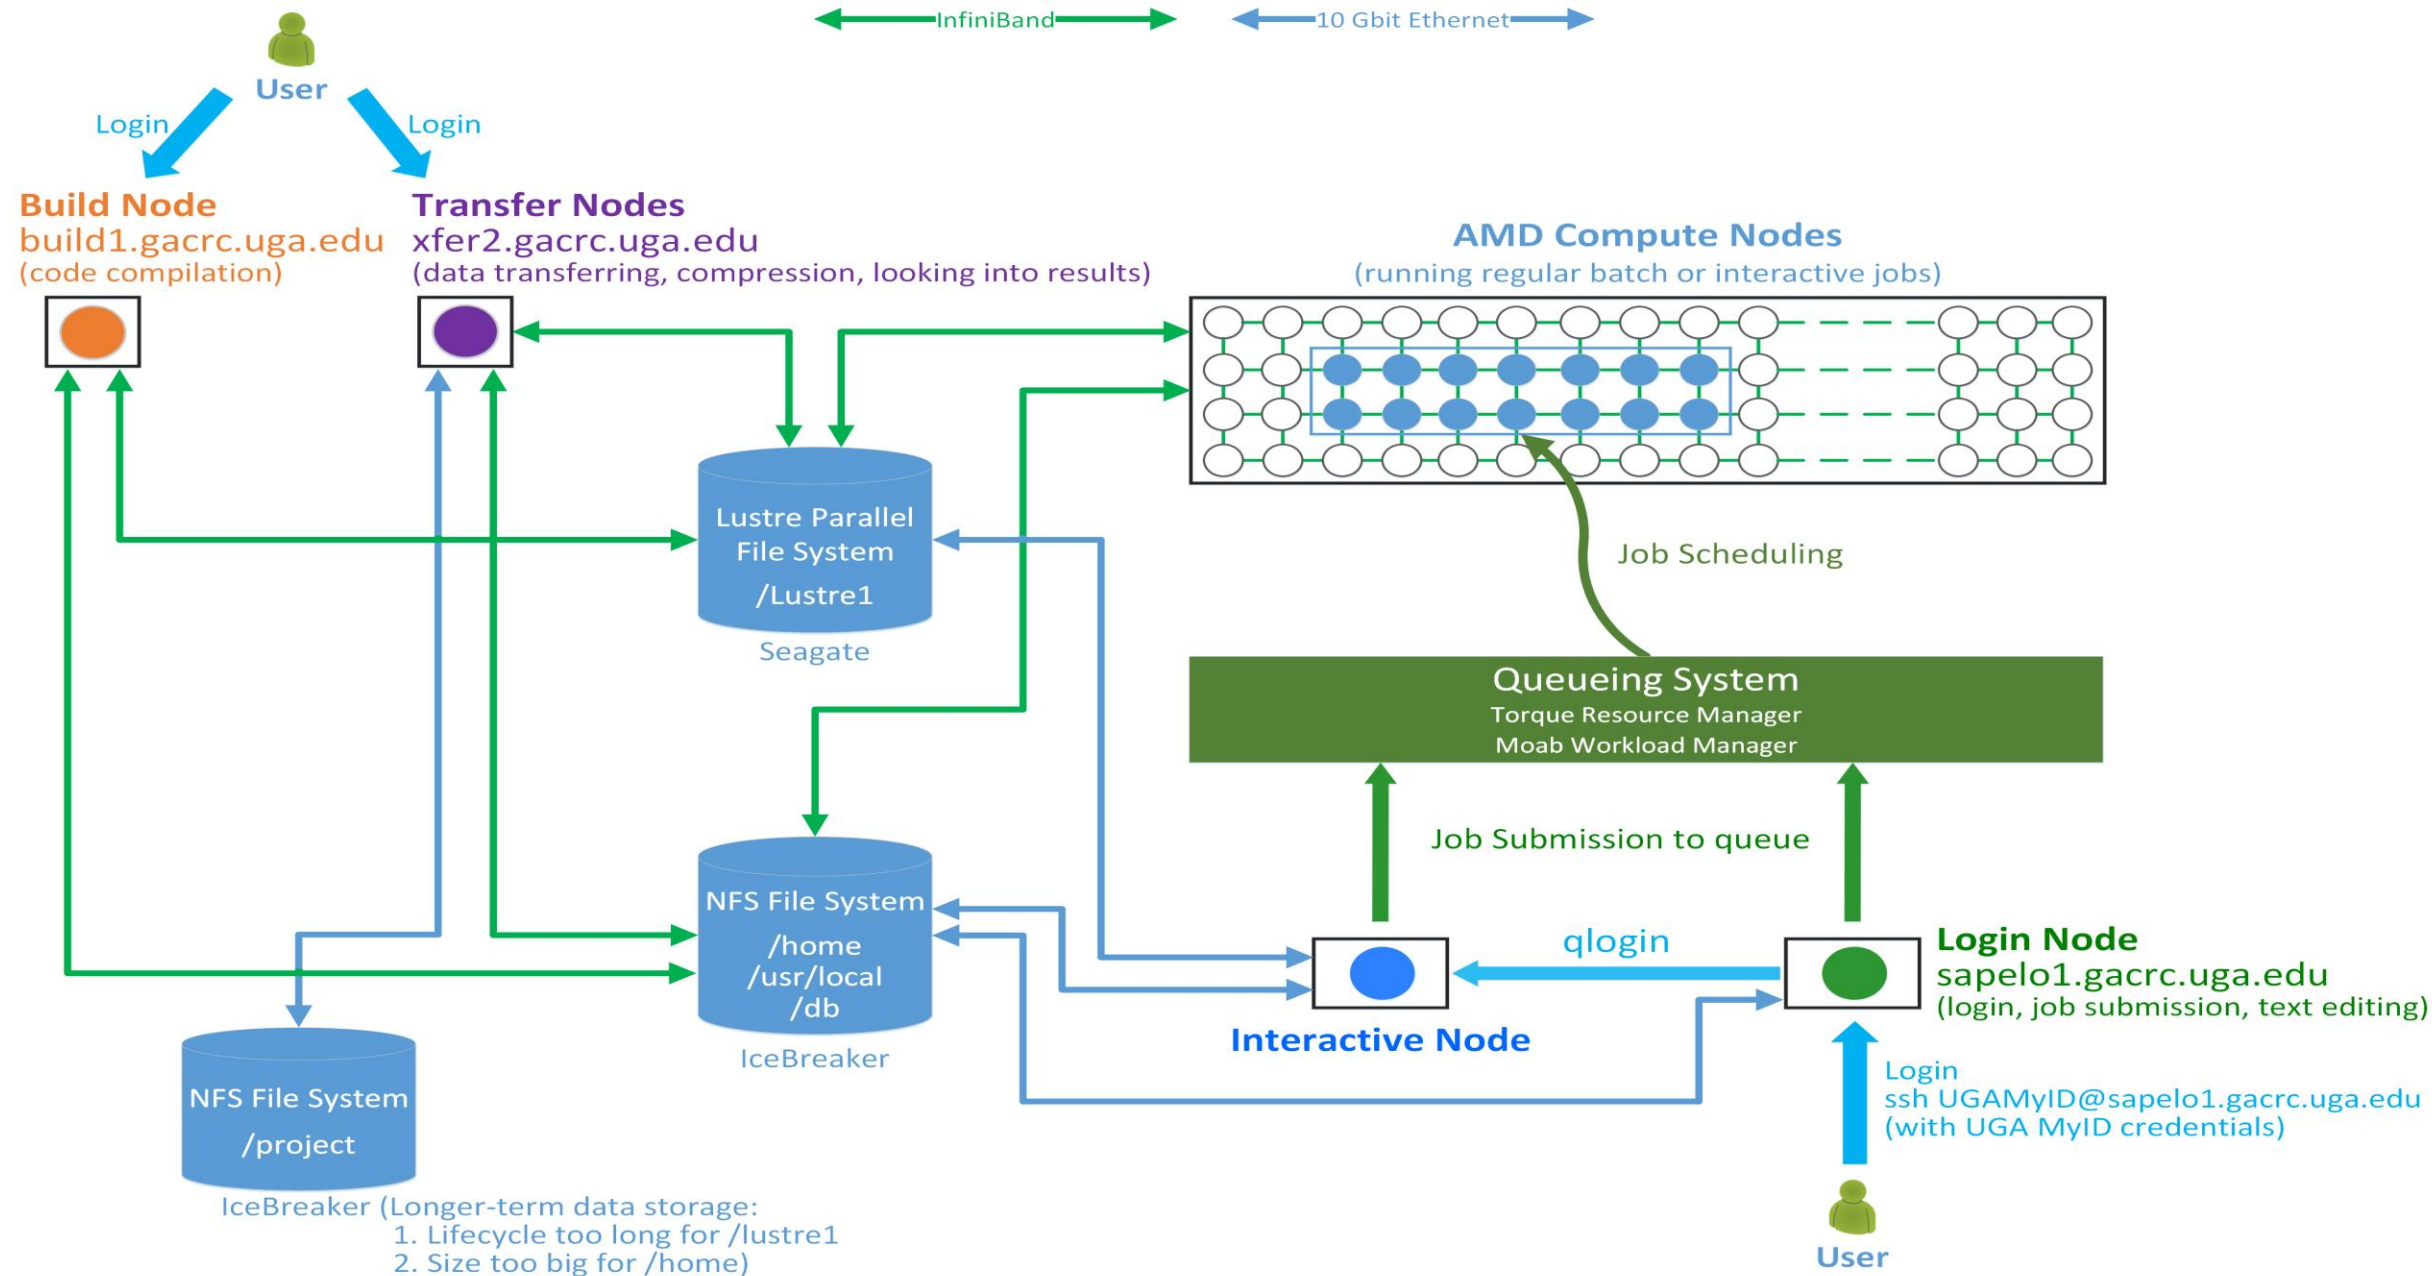 InfiniBand
10 Gbit Ethernet
User
Login
Login
Build Node
build1.gacrc.uga.edu
(code compilation)
Transfer Nodes
xfer2.gacrc.uga.edu
(data transferring, compression, looking into results)
AMD Compute Nodes
(running regular batch or interactive jobs)
Lustre Parallel
File System
/Lustre1
Seagate
Job Scheduling
Queueing System
Torque Resource Manager
Moab Workload Manager
Job Submission to queue
NFS File System
/home
/usr/local
/db
IceBreaker
qlogin
Interactive Node
Login Node
sapelo1.gacrc.uga.edu
(login, job submission, text editing)
Login
ssh UGAMyID@sapelo1.gacrc.uga.edu
(with UGA MyID credentials)
User
NFS File System
/project
IceBreaker (Longer-term data storage:
1. Lifecycle too long for /lustre1
2. Size too big for /home)